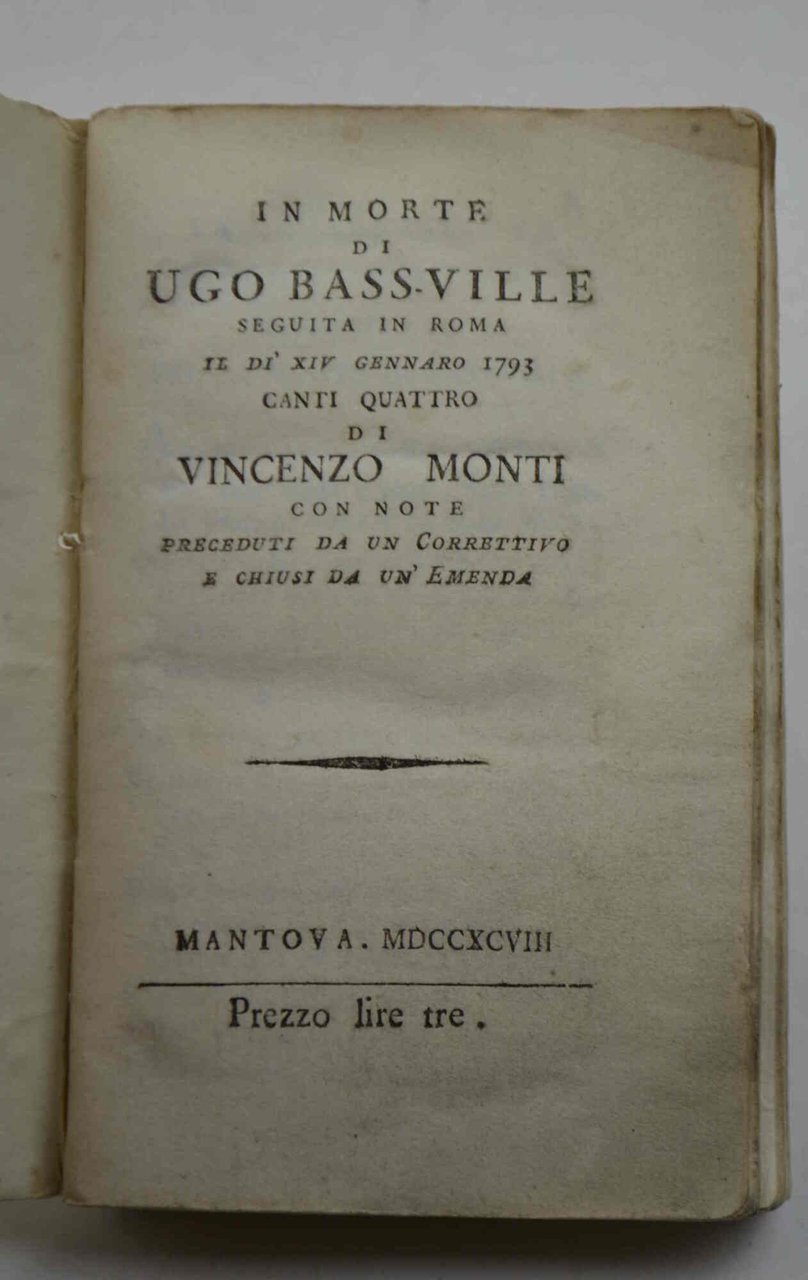 IN MORTE
DI
UGO BASS-VILLE
SEGUITA IN ROMA
IL DI' XIV GENNARO 1793
CANTI QUATTRO
DI
VINCENZO MONTI
CON NOTE
PRECEDUTI DA UN CORRETTIVO
E CHIUSI DA UN' EMENDA
MANTOVA. MDCCXCVIII
Prezzo lire tre.